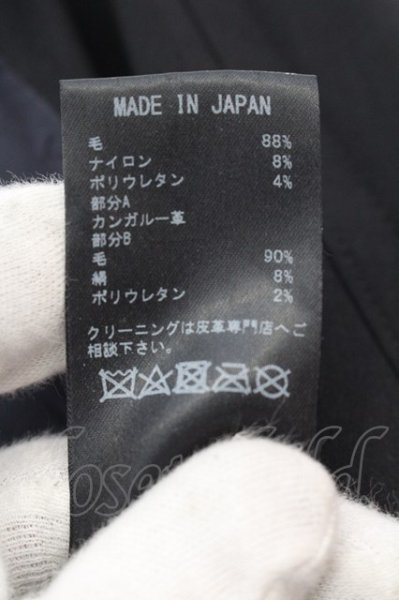 MADE IN JAPAN
毛 88%
ナイロン 8%
ポリウレタン 4%
部分A
カンガルー革
部分B
毛 90%
絹 8%
ポリウレタン 2%
クリーニングは皮革専門店へご
相談下さい。